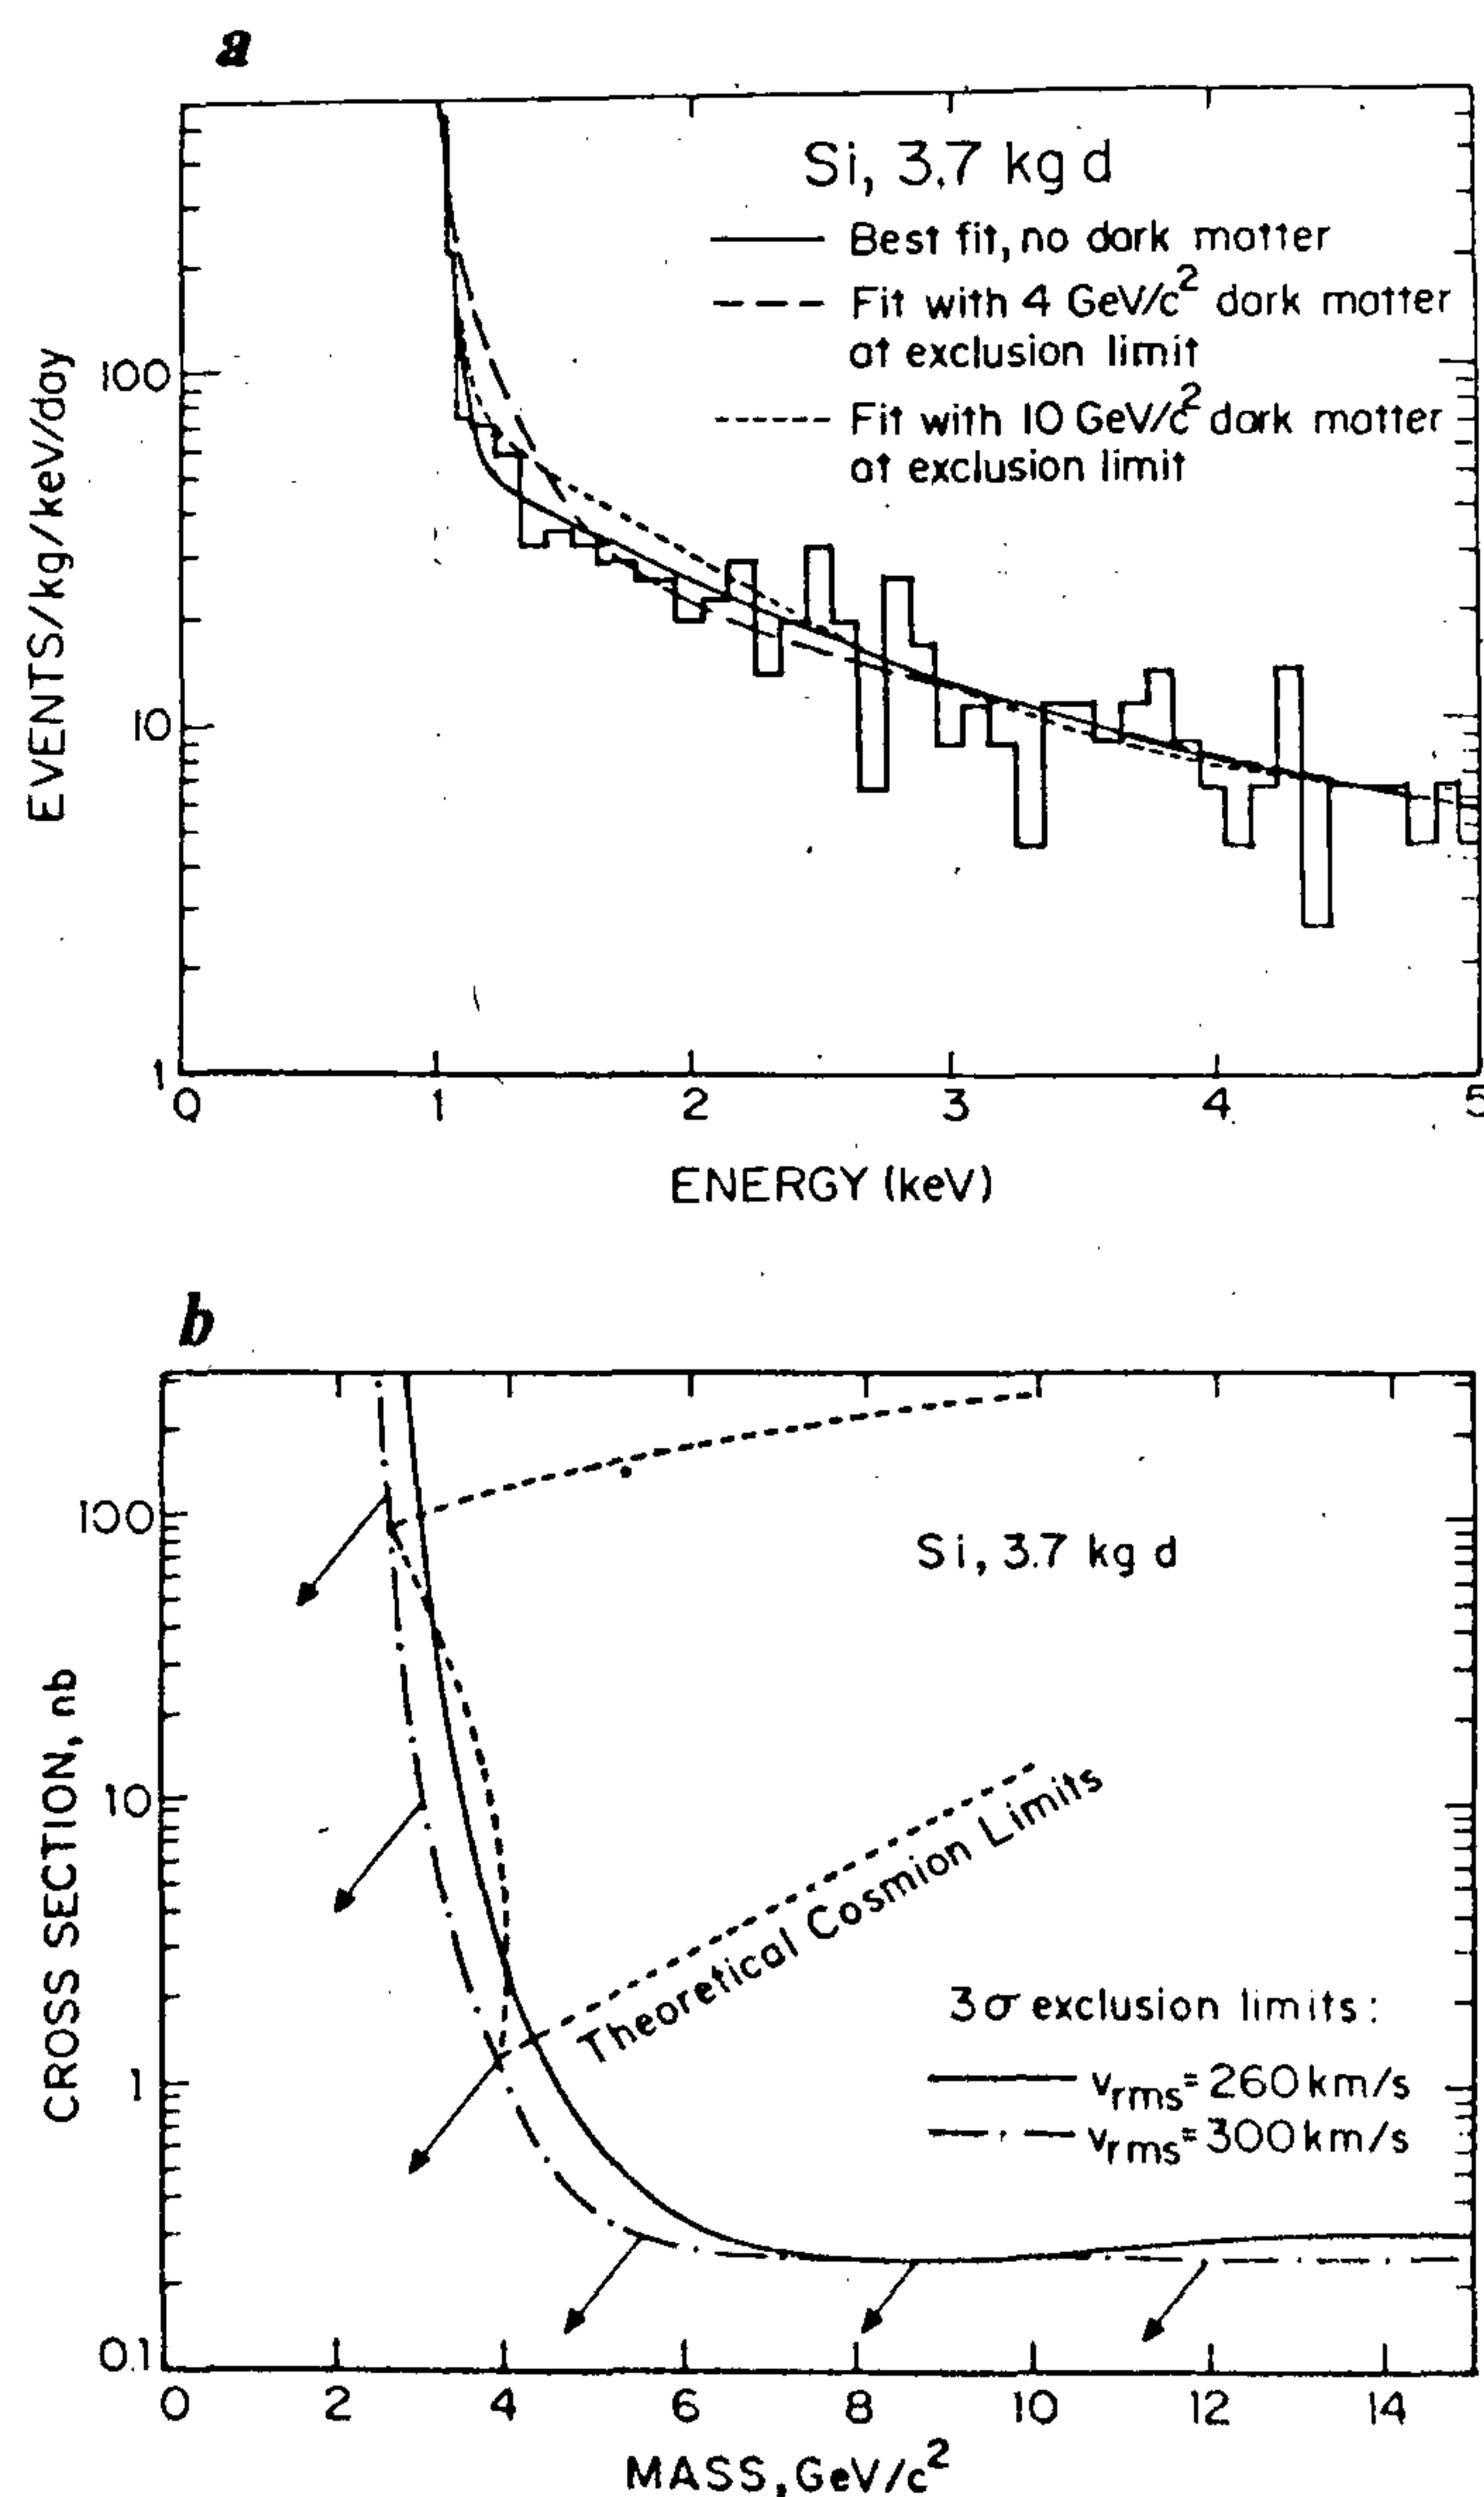 a
Si, 3.7 kg d
Best fit, no dark matter
Fit with 4 GeV/c² dark matter
at exclusion limit
Fit with 10 GeV/c² dark matter
at exclusion limit
EVENTS/kg/keV/day
100
10
1
0 1 2 3 4 5
ENERGY (keV)
b
Si, 3.7 kg d
Theoretical Cosmion Limits
3σ exclusion limits:
vrms=260 km/s
vrms=300 km/s
CROSS SECTION, nb
100
10
1
0.1
0 2 4 6 8 10 12 14
MASS, GeV/c²